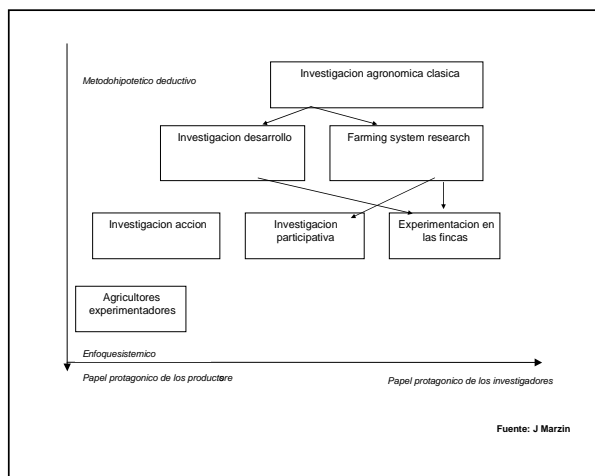 Metodohipotetico deductivo
Investigacion agronomica clasica
Investigacion desarrollo
Farming system research
Investigacion accion
Investigacion
participativa
Experimentacion en
las fincas
Agricultores
experimentadores
Enfoquesistemico
Papel protagonico de los productore
Papel protagonico de los investigadores
Fuente: J Marzin